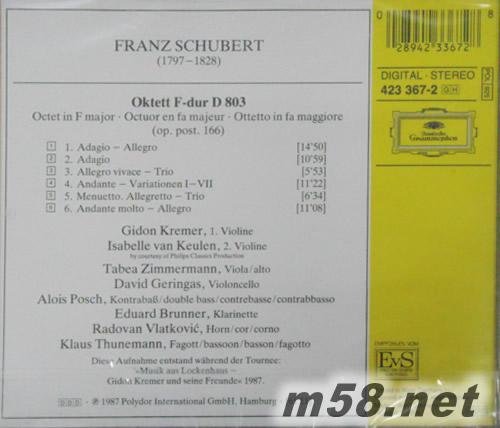 FRANZ SCHUBERT
(1797–1828)
Oktett F-dur D 803
Octet in F major · Octuor en fa majeur · Ottetto in fa maggiore
(op. post. 166)
1 1. Adagio – Allegro [14'50]
2 2. Adagio [10'59]
3 3. Allegro vivace – Trio [5'53]
4 4. Andante – Variationen I–VII [11'22]
5 5. Menuetto. Allegretto – Trio [6'34]
6 6. Andante molto – Allegro [11'08]
Gidon Kremer, 1. Violine
Isabelle van Keulen, 2. Violine
by courtesy of Philips Classics Production
Tabea Zimmermann, Viola/alto
David Geringas, Violoncello
Alois Posch, Kontrabaß/double bass/contrebasse/contrabbasso
Eduard Brunner, Klarinette
Radovan Vlatković, Horn/cor/corno
Klaus Thunemann, Fagott/bassoon/basson/fagotto
Diese Aufnahme entstand während der Tournee:
»Musik aus Lockenhaus –
Gidon Kremer und seine Freunde« 1987.
DDD · ℗ 1987 Polydor International GmbH, Hamburg
0 28942 33672 8
DIGITAL · STEREO
423 367-2 GH
Deutsche
Grammophon
EMPFOHLEN VOM
EvS
m58.net